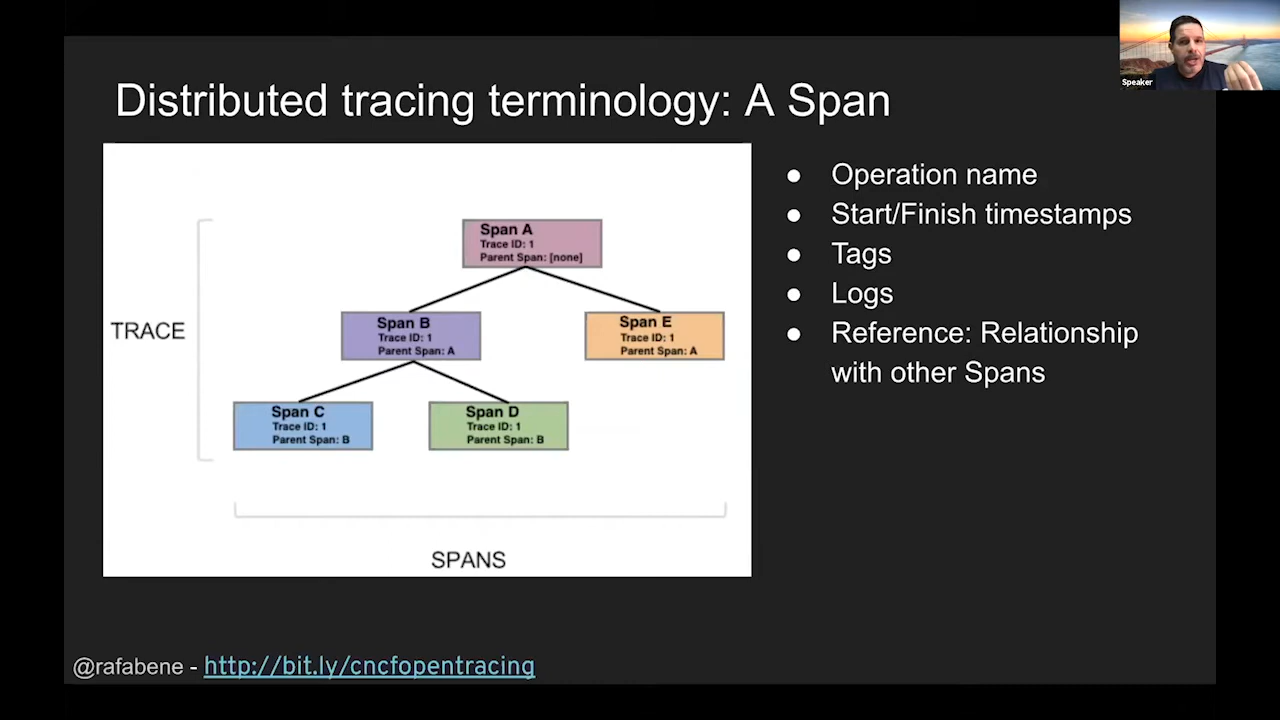 Speaker
Distributed tracing terminology: A Span
TRACE
Span A
Trace ID: 1
Parent Span: [none]
Span B
Trace ID: 1
Parent Span: A
Span E
Trace ID: 1
Parent Span: A
Span C
Trace ID: 1
Parent Span: B
Span D
Trace ID: 1
Parent Span: B
SPANS
● Operation name
● Start/Finish timestamps
● Tags
● Logs
● Reference: Relationship
with other Spans
@rafabene - http://bit.ly/cncfopentracing